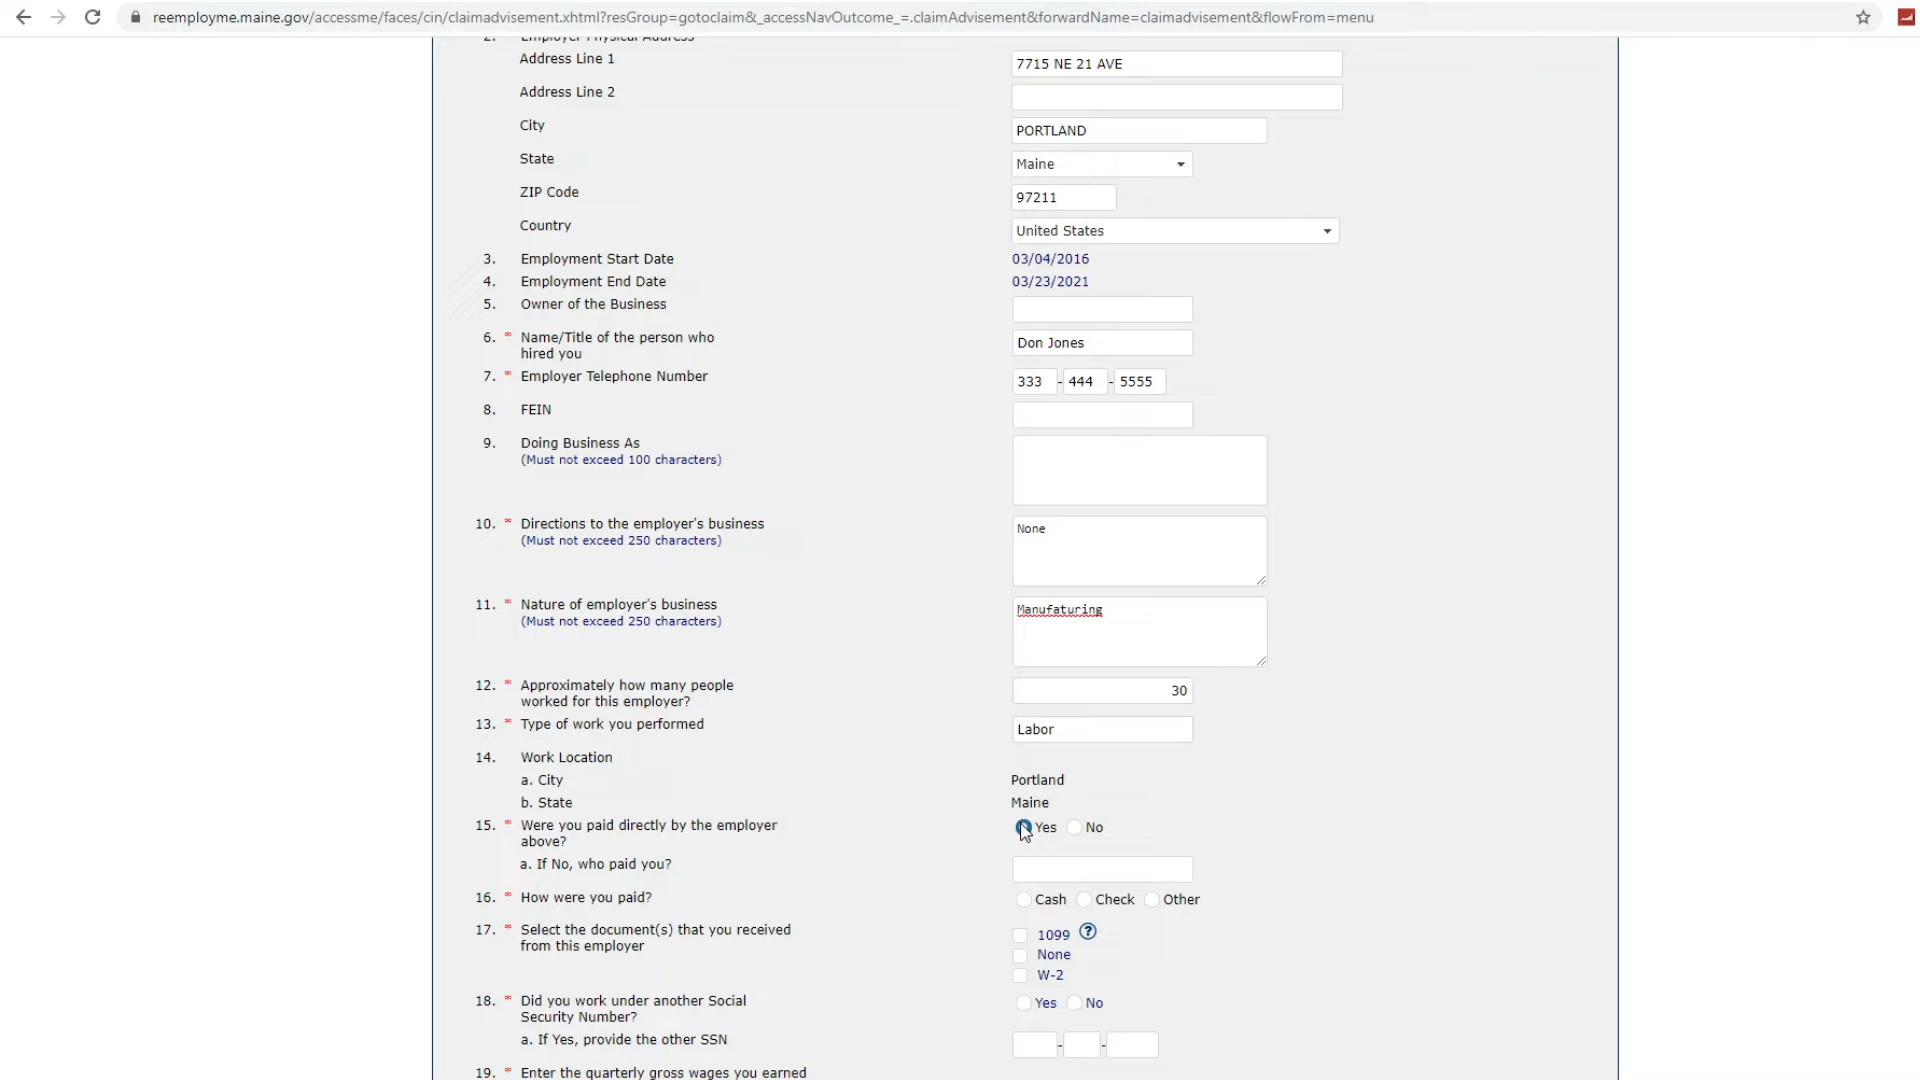 reemployme.maine.gov/accessme/faces/cin/claimadvisement.xhtml?resGroup=gotoclaim&_accessNavOutcome_=.claimAdvisement&forwardName=claimadvisement&flowFrom=menu
2. Employer Physical Address
Address Line 1 7715 NE 21 AVE
Address Line 2
City PORTLAND
State Maine
ZIP Code 97211
Country United States
3. Employment Start Date 03/04/2016
4. Employment End Date 03/23/2021
5. Owner of the Business
6. * Name/Title of the person who
hired you Don Jones
7. * Employer Telephone Number 333 - 444 - 5555
8. FEIN
9. Doing Business As
(Must not exceed 100 characters)
10. * Directions to the employer's business None
(Must not exceed 250 characters)
11. * Nature of employer's business Manufaturing
(Must not exceed 250 characters)
12. * Approximately how many people
worked for this employer? 30
13. * Type of work you performed Labor
14. Work Location
a. City Portland
b. State Maine
15. * Were you paid directly by the employer Yes No
above?
a. If No, who paid you?
16. * How were you paid? Cash Check Other
17. * Select the document(s) that you received 1099 ?
from this employer None
W-2
18. * Did you work under another Social Yes No
Security Number?
a. If Yes, provide the other SSN - -
19. * Enter the quarterly gross wages you earned